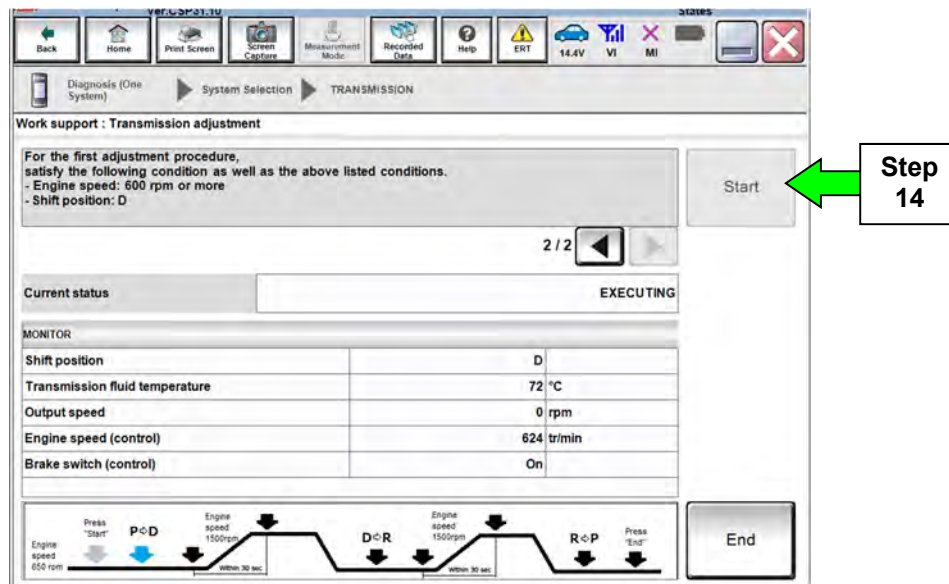 Ver.CSP31.10
States
Back
Home
Print Screen
Screen
Capture
Measurement
Mode
Recorded
Data
Help
ERT
14.4V
VI
MI
Diagnosis (One
System)
System Selection
TRANSMISSION
Work support : Transmission adjustment
For the first adjustment procedure,
satisfy the following condition as well as the above listed conditions.
- Engine speed: 600 rpm or more
- Shift position: D
Start
Step
14
2 / 2
Current status
EXECUTING
MONITOR
Shift position D
Transmission fluid temperature 72 °C
Output speed 0 rpm
Engine speed (control) 624 tr/min
Brake switch (control) On
Engine
speed
650 rpm
Press
"Start"
P⇨D
Engine
speed
1500rpm
Within 30 sec
D⇨R
Engine
speed
1500rpm
Within 30 sec
R⇨P
Press
"End"
End